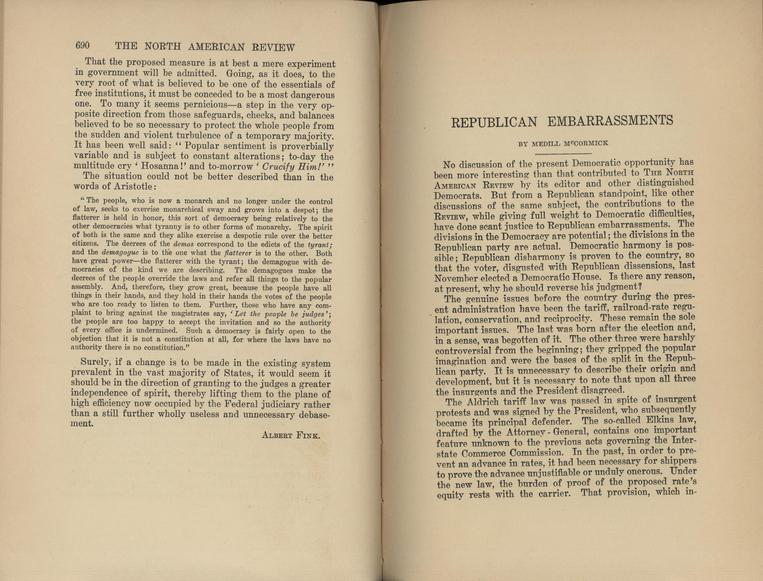 690 THE NORTH AMERICAN REVIEW
That the proposed measure is at best a mere experiment
in government will be admitted. Going, as it does, to the
very root of what is believed to be one of the essentials of
free institutions, it must be conceded to be a most dangerous
one. To many it seems pernicious—a step in the very op-
posite direction from those safeguards, checks, and balances
believed to be so necessary to protect the whole people from
the sudden and violent turbulence of a temporary majority.
It has been well said: “ Popular sentiment is proverbially
variable and is subject to constant alterations; to-day the
multitude cry ‘ Hosanna!’ and to-morrow ‘ Crucify Him!’ ”
The situation could not be better described than in the
words of Aristotle:
“ The people, who is now a monarch and no longer under the control
of law, seeks to exercise monarchical sway and grows into a despot; the
flatterer is held in honor, this sort of democracy being relatively to the
other democracies what tyranny is to other forms of monarchy. The spirit
of both is the same and they alike exercise a despotic rule over the better
citizens. The decrees of the demos correspond to the edicts of the tyrant;
and the demagogue is to the one what the flatterer is to the other. Both
have great power—the flatterer with the tyrant; the demagogue with de-
mocracies of the kind we are describing. The demagogues make the
decrees of the people override the laws and refer all things to the popular
assembly. And, therefore, they grow great, because the people have all
things in their hands, and they hold in their hands the votes of the people
who are too ready to listen to them. Further, those who have any com-
plaint to bring against the magistrates say, ‘Let the people be judges’;
the people are too happy to accept the invitation and so the authority
of every office is undermined. Such a democracy is fairly open to the
objection that it is not a constitution at all, for where the laws have no
authority there is no constitution.”
Surely, if a change is to be made in the existing system
prevalent in the vast majority of States, it would seem it
should be in the direction of granting to the judges a greater
independence of spirit, thereby lifting them to the plane of
high efficiency now occupied by the Federal judiciary rather
than a still further wholly useless and unnecessary debase-
ment.
ALBERT FINK.
REPUBLICAN EMBARRASSMENTS
BY MEDILL McCORMICK
No discussion of the present Democratic opportunity has
been more interesting than that contributed to THE NORTH
AMERICAN REVIEW by its editor and other distinguished
Democrats. But from a Republican standpoint, like other
discussions of the same subject, the contributions to the
REVIEW, while giving full weight to Democratic difficulties,
have done scant justice to Republican embarrassments. The
divisions in the Democracy are potential; the divisions in the
Republican party are actual. Democratic harmony is pos-
sible; Republican disharmony is proven to the country, so
that the voter, disgusted with Republican dissensions, last
November elected a Democratic House. Is there any reason,
at present, why he should reverse his judgment?
The genuine issues before the country during the pres-
ent administration have been the tariff, railroad-rate regu-
lation, conservation, and reciprocity. These remain the sole
important issues. The last was born after the election and,
in a sense, was begotten of it. The other three were harshly
controversial from the beginning; they gripped the popular
imagination and were the bases of the split in the Repub-
lican party. It is unnecessary to describe their origin and
development, but it is necessary to note that upon all three
the insurgents and the President disagreed.
The Aldrich tariff law was passed in spite of insurgent
protests and was signed by the President, who subsequently
became its principal defender. The so-called Elkins law,
drafted by the Attorney-General, contains one important
feature unknown to the previous acts governing the Inter-
state Commerce Commission. In the past, in order to pre-
vent an advance in rates, it had been necessary for shippers
to prove the advance unjustifiable or unduly onerous. Under
the new law, the burden of proof of the proposed rate’s
equity rests with the carrier. That provision, which in-